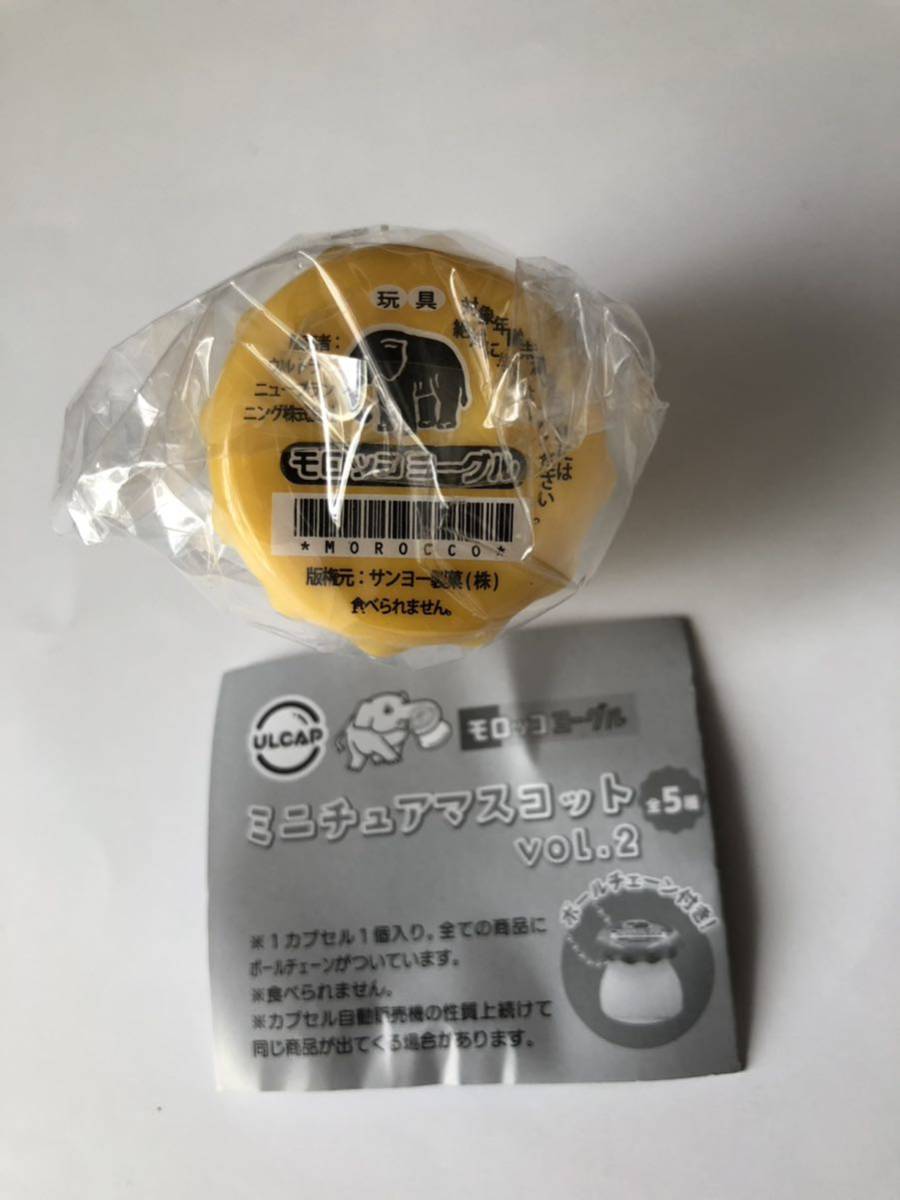 玩具
ニング株式
モロッコヨーグル
*MOROCCO*
版権元：サンヨー製菓(株)
食べられません。
ULCAP
モロッコヨーグル
ミニチュアマスコット
vol.2
全5種
ボールチェーン付き!
※1カプセル1個入り。全ての商品に
ボールチェーンがついています。
※食べられません。
※カプセル自動販売機の性質上続けて
同じ商品が出てくる場合があります。